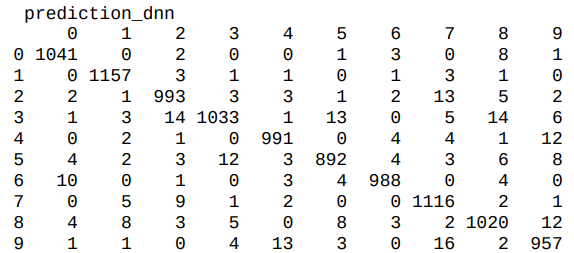 prediction_dnn
0 1 2 3 4 5 6 7 8 9
0 1041 0 2 0 0 1 3 0 8 1
1 0 1157 3 1 1 0 1 3 1 0
2 2 1 993 3 3 1 2 13 5 2
3 1 3 14 1033 1 13 0 5 14 6
4 0 2 1 0 991 0 4 4 1 12
5 4 2 3 12 3 892 4 3 6 8
6 10 0 1 0 3 4 988 0 4 0
7 0 5 9 1 2 0 0 1116 2 1
8 4 8 3 5 0 8 3 2 1020 12
9 1 1 0 4 13 3 0 16 2 957